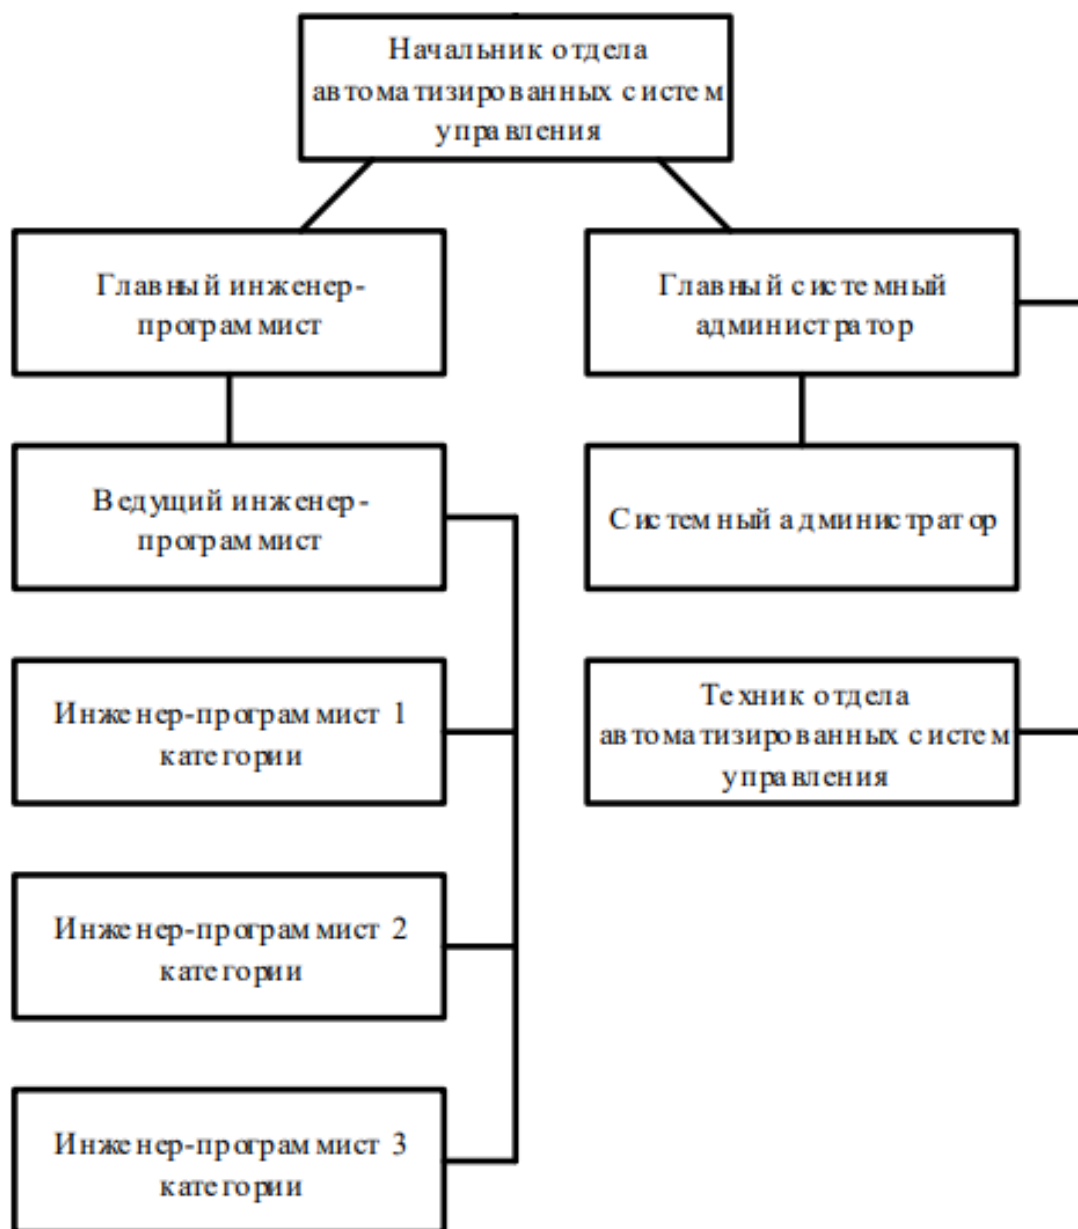 Начальник отдела
автоматизированных систем
управления
Главный инженер-
программист
Главный системный
администратор
Ведущий инженер-
программист
Системный администратор
Инженер-программист 1
категории
Техник отдела
автоматизированных систем
управления
Инженер-программист 2
категории
Инженер-программист 3
категории